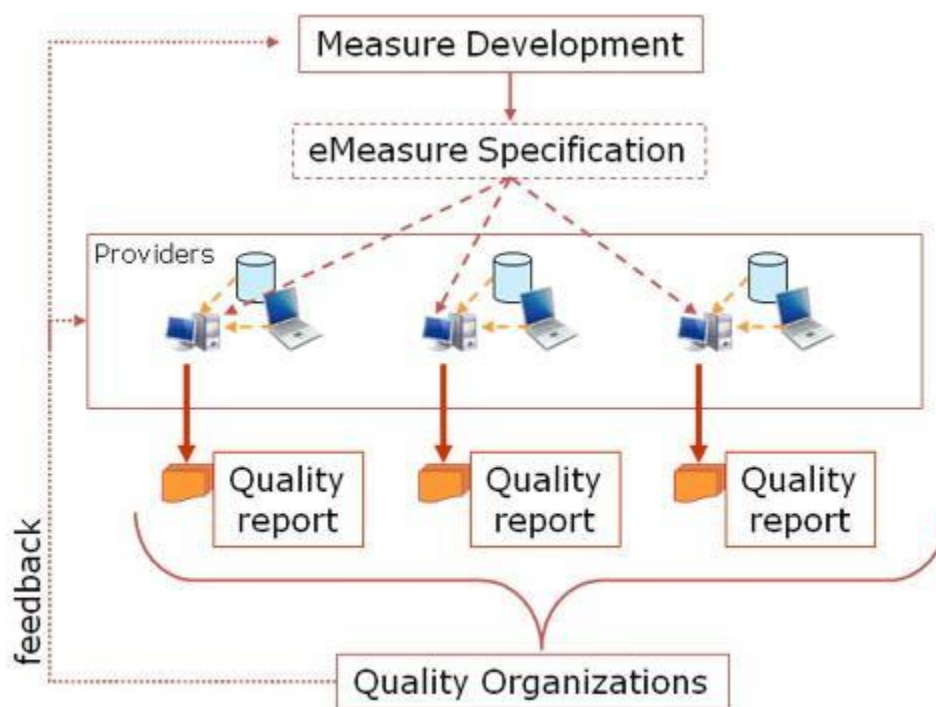 Measure Development
eMeasure Specification
Providers
Quality
report
Quality
report
Quality
report
feedback
Quality Organizations